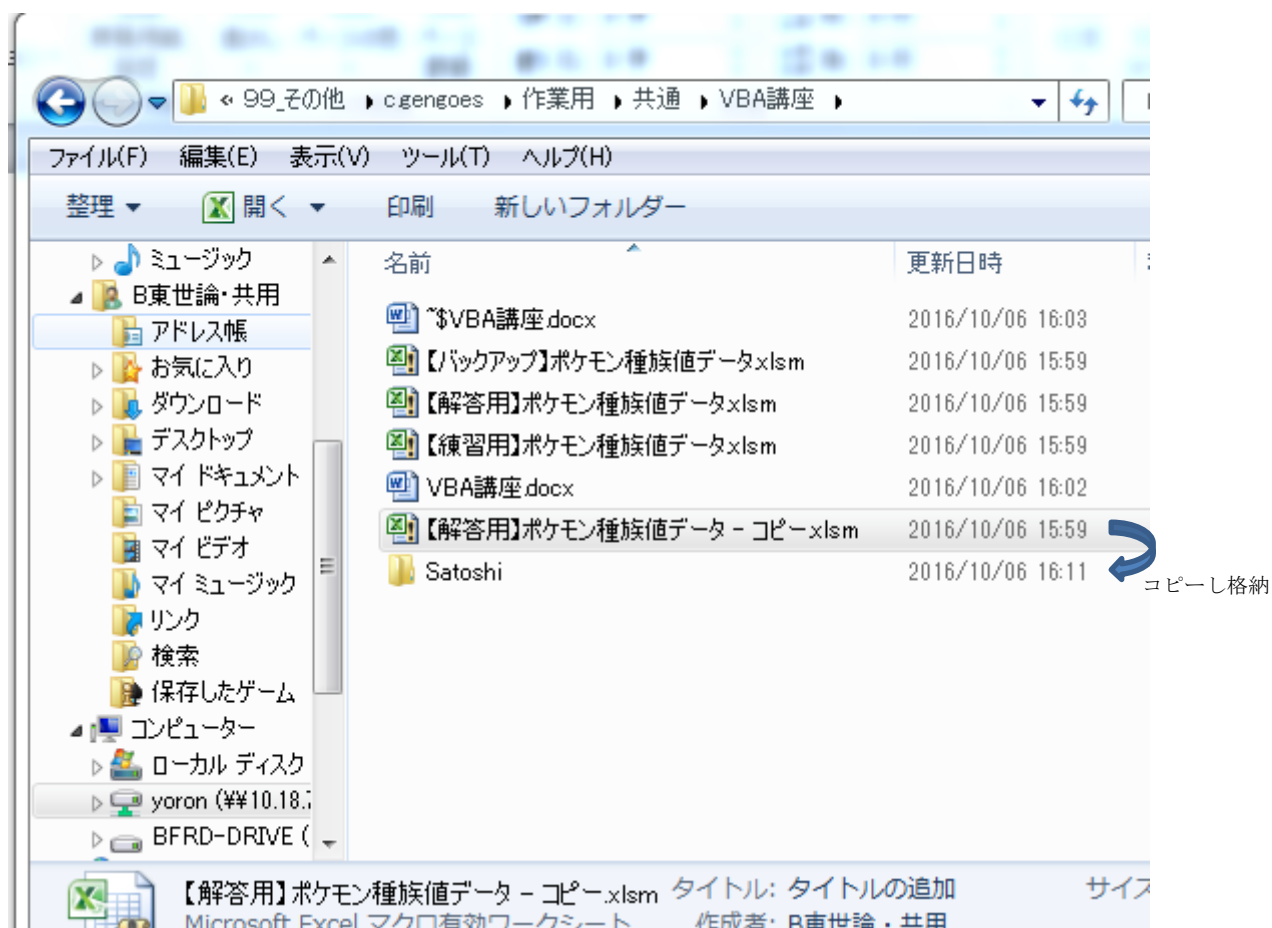 « 99_その他 ▸ cgengoes ▸ 作業用 ▸ 共通 ▸ VBA講座 ▸
ファイル(F) 編集(E) 表示(V) ツール(T) ヘルプ(H)
整理 開く 印刷 新しいフォルダー
ミュージック
B東世論・共用
アドレス帳
お気に入り
ダウンロード
デスクトップ
マイ ドキュメント
マイ ピクチャ
マイ ビデオ
マイ ミュージック
リンク
検索
保存したゲーム
コンピューター
ローカル ディスク
yoron (¥¥10.18.
BFRD-DRIVE (
名前 更新日時
~$VBA講座.docx 2016/10/06 16:03
【バックアップ】ポケモン種族値データ.xlsm 2016/10/06 15:59
【解答用】ポケモン種族値データ.xlsm 2016/10/06 15:59
【練習用】ポケモン種族値データ.xlsm 2016/10/06 15:59
VBA講座.docx 2016/10/06 16:02
【解答用】ポケモン種族値データ - コピー.xlsm 2016/10/06 15:59
Satoshi 2016/10/06 16:11
コピーし格納
【解答用】ポケモン種族値データ - コピー.xlsm タイトル: タイトルの追加 サイズ
Microsoft Excel マクロ有効ワークシート 作成者: B東世論・共用